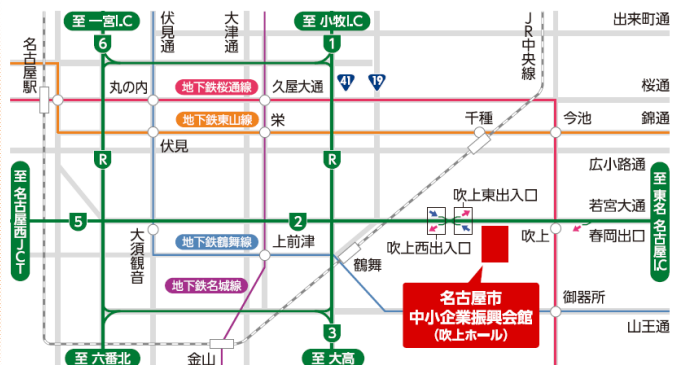 至 一宮I.C
伏見通
大津通
至 小牧I.C
出来町通
6
1
JR中央線
名古屋駅
丸の内
地下鉄桜通線
久屋大通
41
19
桜通
地下鉄東山線
栄
千種
今池
錦通
伏見
R
R
広小路通
至 名古屋西JCT
吹上東出入口
若宮大通
至 東名 名古屋I.C
5
2
大須観音
地下鉄鶴舞線
上前津
吹上西出入口
吹上
春岡出口
鶴舞
地下鉄名城線
名古屋市
中小企業振興会館
(吹上ホール)
御器所
山王通
3
至 六番北
金山
至 大高